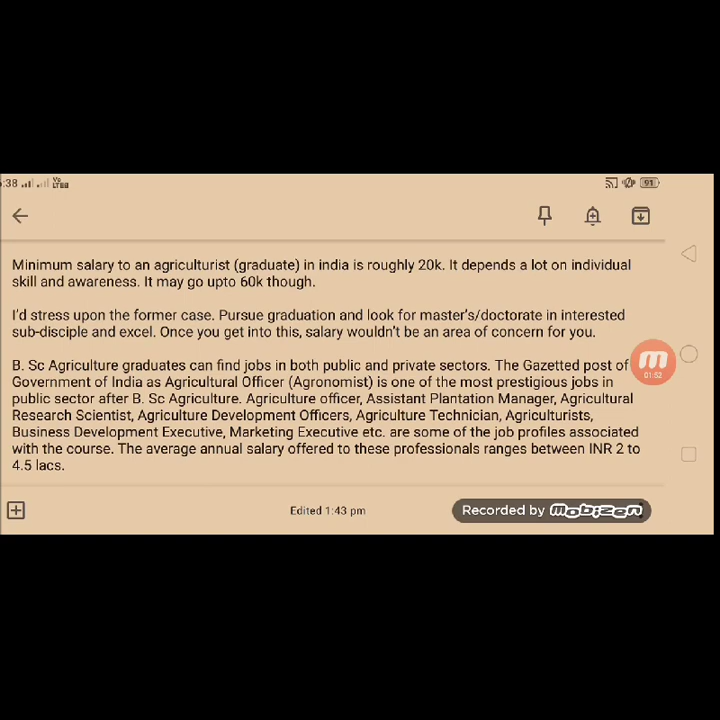 :38
Vo
LTE
91
Minimum salary to an agriculturist (graduate) in india is roughly 20k. It depends a lot on individual
skill and awareness. It may go upto 60k though.
I'd stress upon the former case. Pursue graduation and look for master's/doctorate in interested
sub-disciple and excel. Once you get into this, salary wouldn't be an area of concern for you.
B. Sc Agriculture graduates can find jobs in both public and private sectors. The Gazetted post of
Government of India as Agricultural Officer (Agronomist) is one of the most prestigious jobs in
public sector after B. Sc Agriculture. Agriculture officer, Assistant Plantation Manager, Agricultural
Research Scientist, Agriculture Development Officers, Agriculture Technician, Agriculturists,
Business Development Executive, Marketing Executive etc. are some of the job profiles associated
with the course. The average annual salary offered to these professionals ranges between INR 2 to
4.5 lacs.
01:52
Edited 1:43 pm
Recorded by mobizen